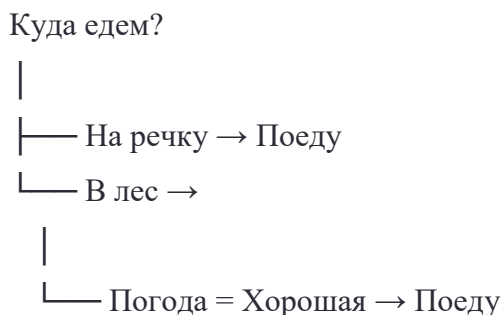 Куда едем?
На речку → Поеду
В лес →
Погода = Хорошая → Поеду